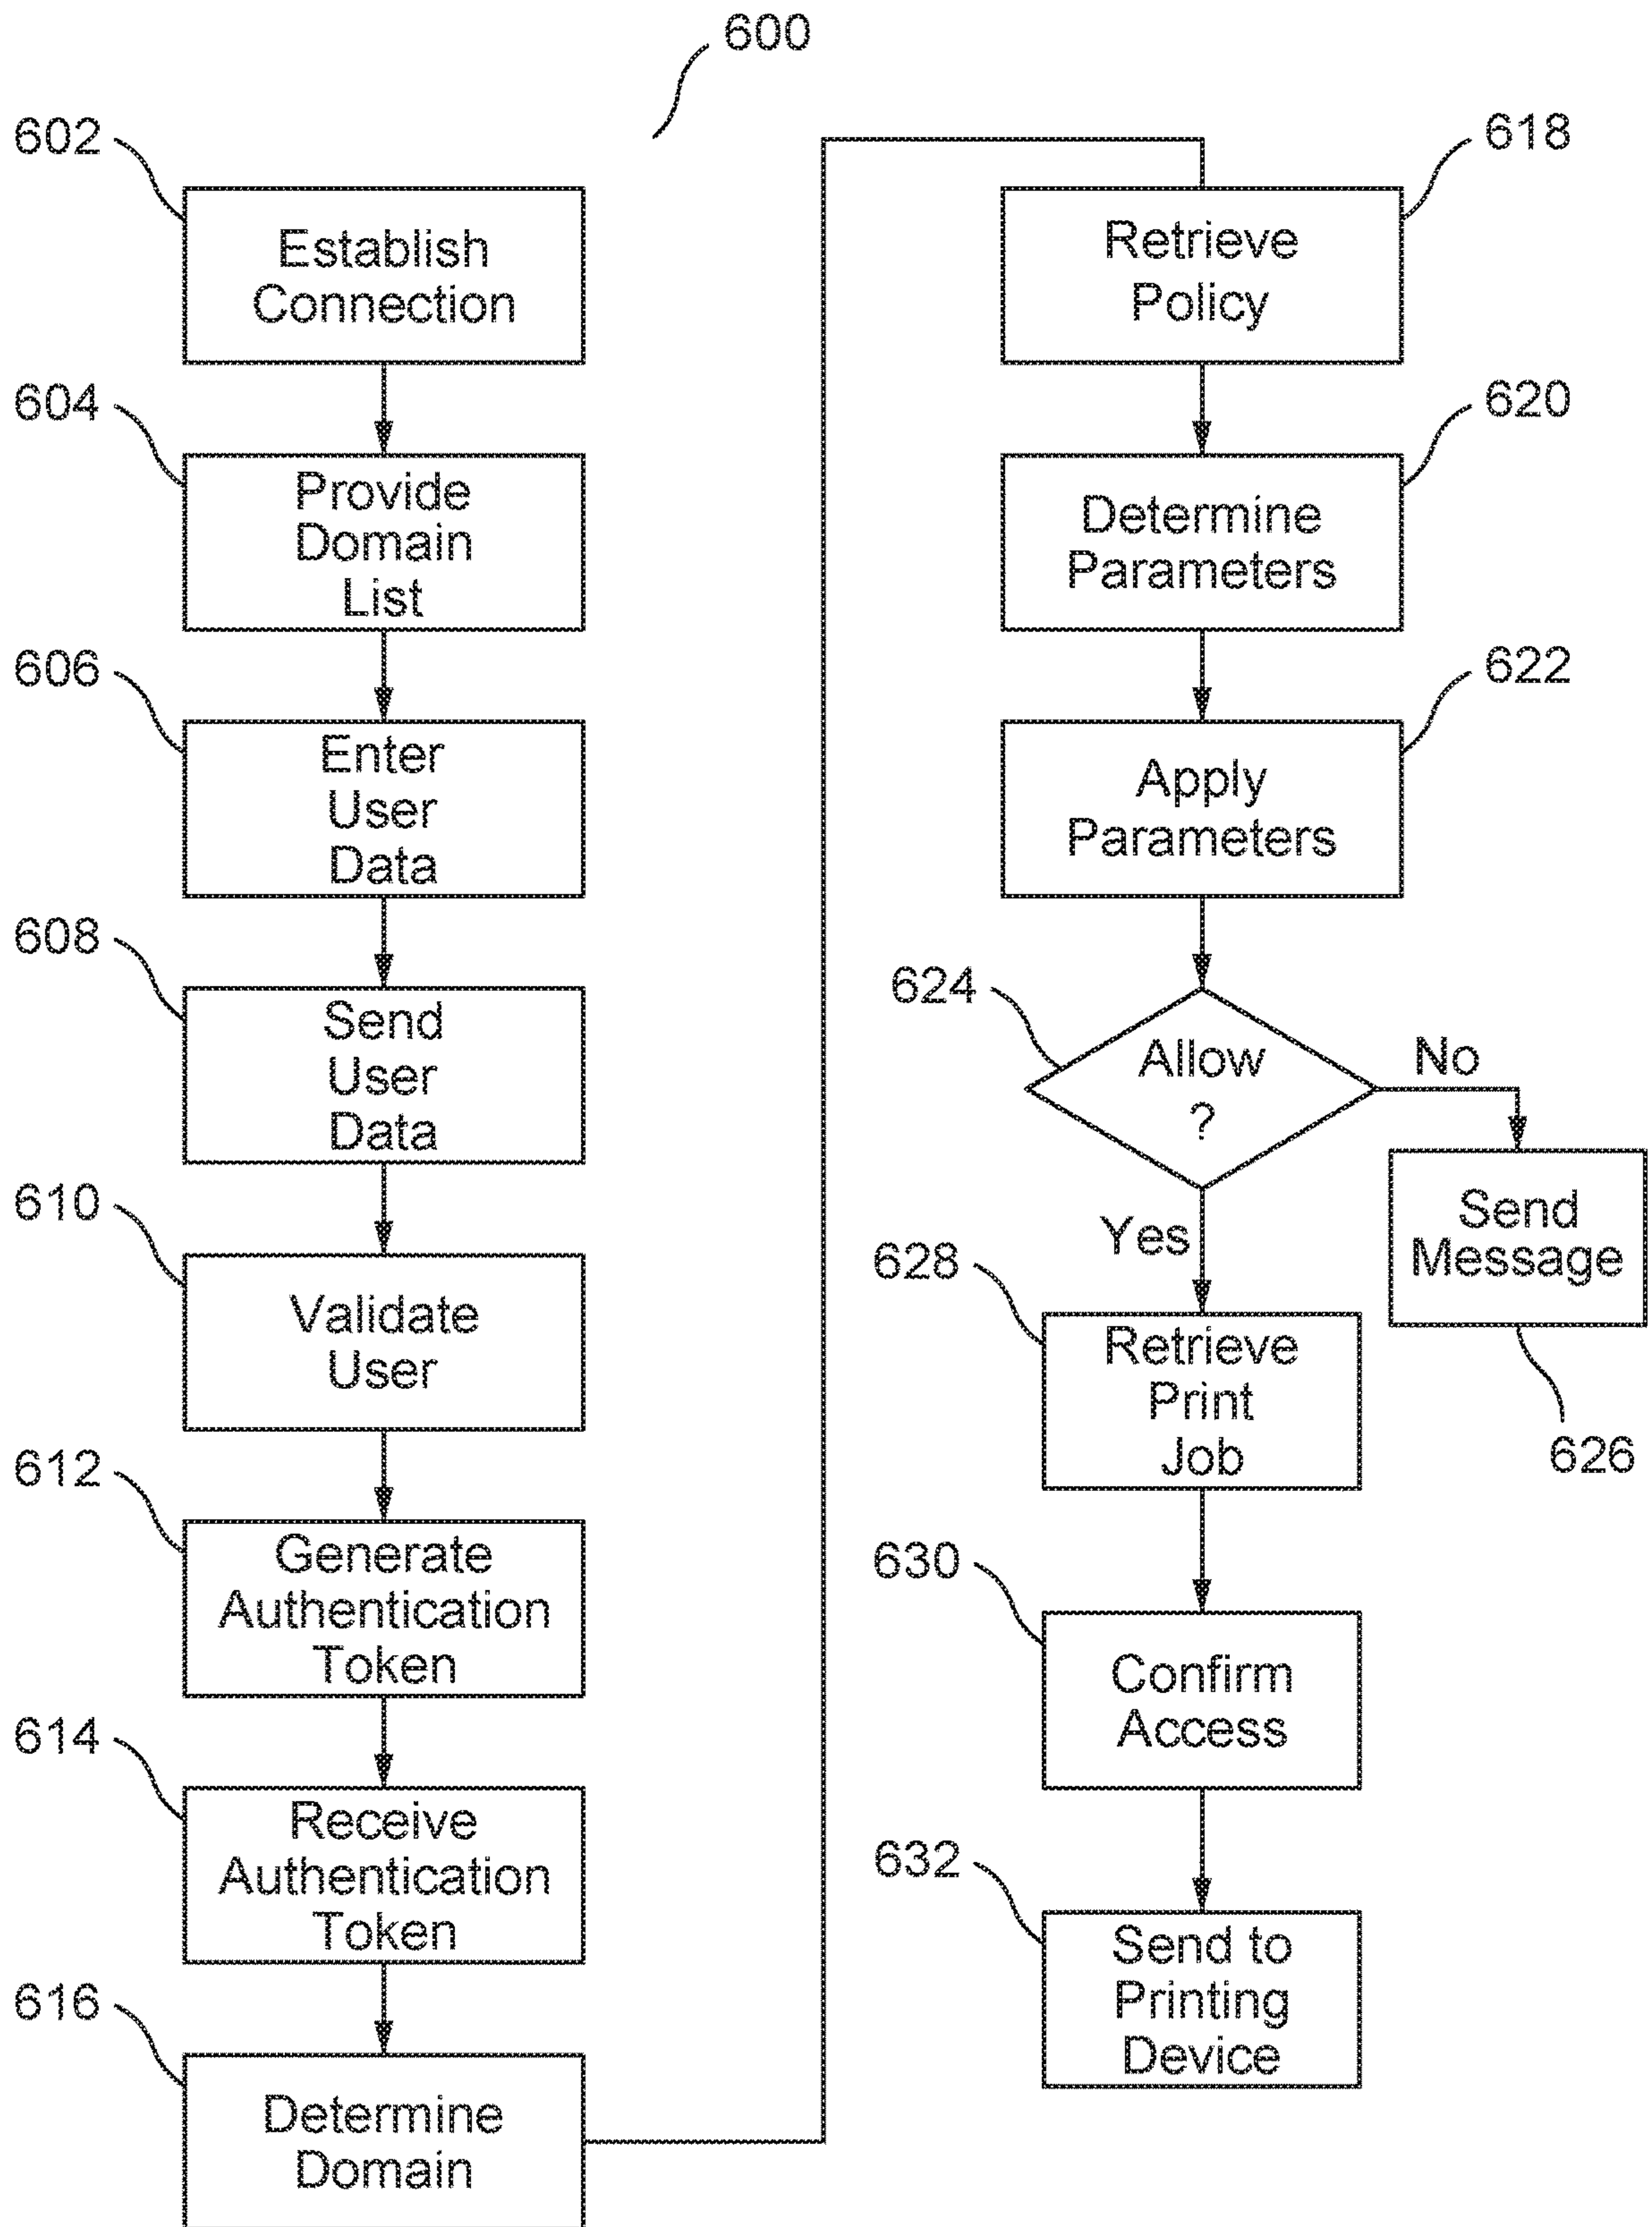 600
602
Establish
Connection
604
Provide
Domain
List
606
Enter
User
Data
608
Send
User
Data
610
Validate
User
612
Generate
Authentication
Token
614
Receive
Authentication
Token
616
Determine
Domain
618
Retrieve
Policy
620
Determine
Parameters
622
Apply
Parameters
624
Allow
?
No
Send
Message
626
Yes
628
Retrieve
Print
Job
630
Confirm
Access
632
Send to
Printing
Device